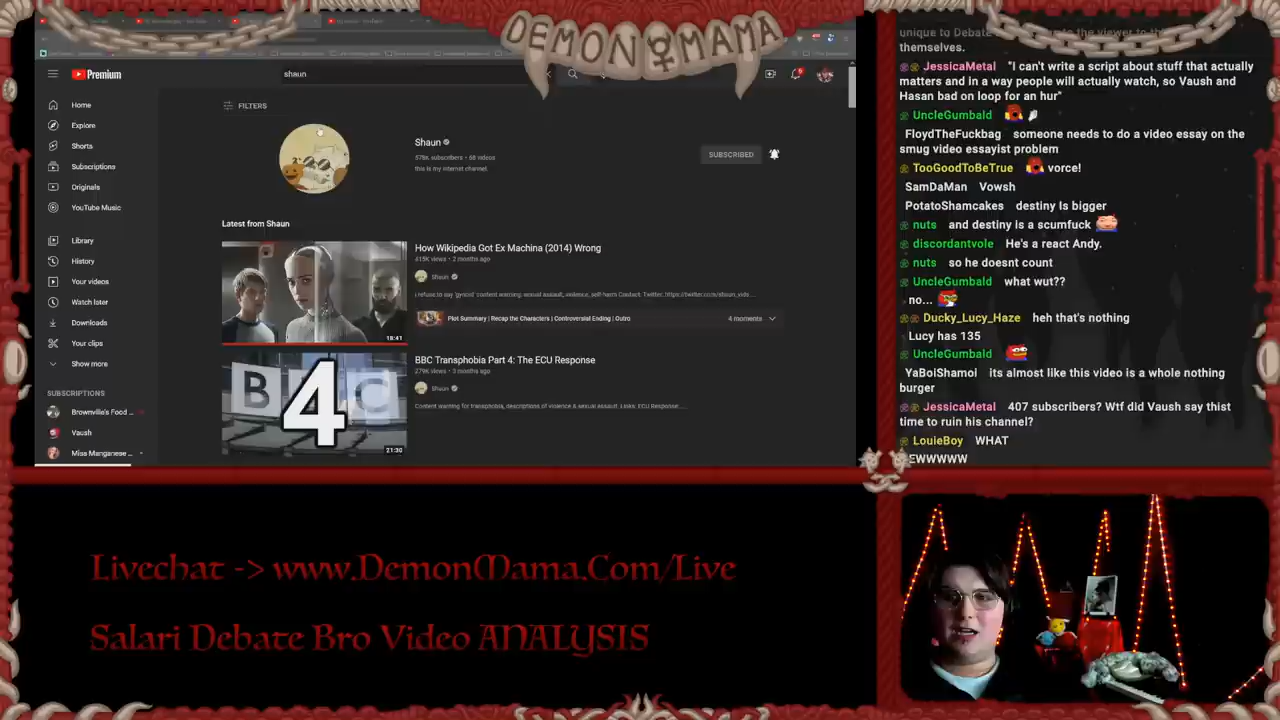 DEMON MAMA
Premium
shaun
Home
Explore
Shorts
Subscriptions
Originals
YouTube Music
Library
History
Your videos
Watch later
Downloads
Your clips
Show more
SUBSCRIPTIONS
Brownville's Food ...
Vaush
Miss Manganese ...
FILTERS
Shaun
578K subscribers • 68 videos
this is my internet channel.
SUBSCRIBED
Latest from Shaun
18:41
How Wikipedia Got Ex Machina (2014) Wrong
415K views • 2 months ago
Shaun
i refuse to say 'gynoid' content warning: sexual assault, violence, self harm Contact: Twitter: https://twitter.com/shaun_vids...
Plot Summary | Recap the Characters | Controversial Ending | Outro
4 moments
BBC 4
21:30
BBC Transphobia Part 4: The ECU Response
279K views • 3 months ago
Shaun
Content warning for transphobia, descriptions of violence & sexual assault. Links: ECU Response:...
unique to Debate
themselves.
JessicaMetal "I can't write a script about stuff that actually
matters and in a way people will actually watch, so Vaush and
Hasan bad on loop for an hur"
UncleGumbald
FloydTheFuckbag someone needs to do a video essay on the
smug video essayist problem
TooGoodToBeTrue vorce!
SamDaMan Vowsh
PotatoShamcakes destiny Is bigger
nuts and destiny is a scumfuck
discordantvole He's a react Andy.
nuts so he doesnt count
UncleGumbald what wut??
no...
Ducky_Lucy_Haze heh that's nothing
Lucy has 135
UncleGumbald
YaBoiShamoi its almost like this video is a whole nothing
burger
JessicaMetal 407 subscribers? Wtf did Vaush say thist
time to ruin his channel?
LouieBoy WHAT
EWWWWW
Livechat -> www.DemonMama.Com/Live
Salari Debate Bro Video ANALYSIS